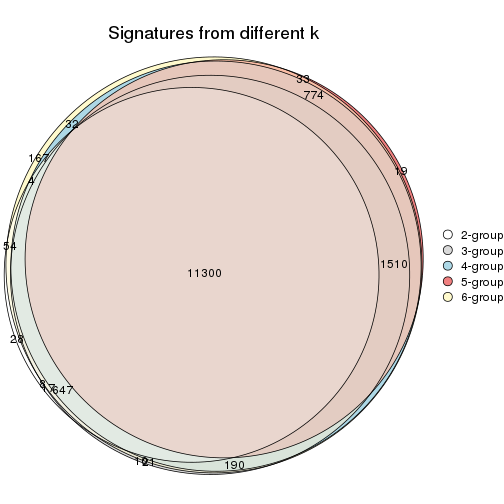 Signatures from different k
33
774
32
167
19
4
54
1510
11300
28
647
190
2-group
3-group
4-group
5-group
6-group